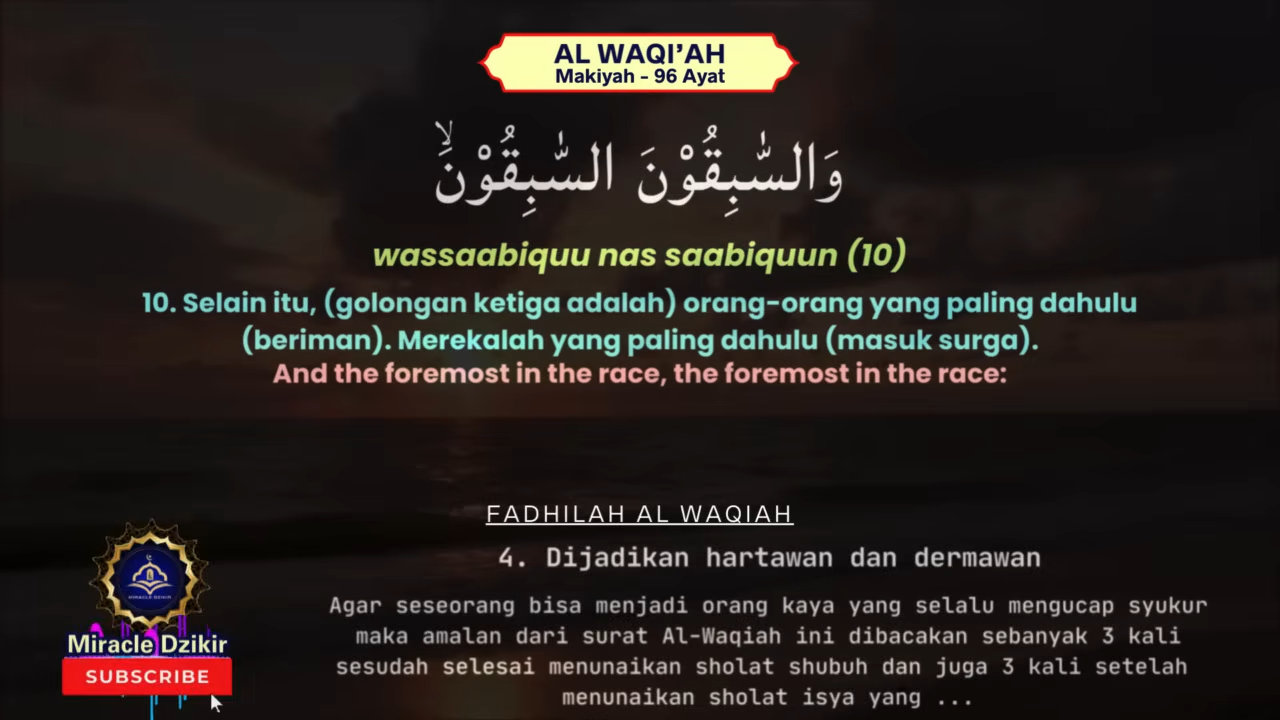 AL WAQI’AH
Makiyah - 96 Ayat
وَالسّٰبِقُوْنَ السّٰبِقُوْنَۙ
wassaabiquu nas saabiquun (10)
10. Selain itu, (golongan ketiga adalah) orang-orang yang paling dahulu
(beriman). Merekalah yang paling dahulu (masuk surga).
And the foremost in the race, the foremost in the race:
FADHILAH AL WAQIAH
4. Dijadikan hartawan dan dermawan
Agar seseorang bisa menjadi orang kaya yang selalu mengucap syukur
maka amalan dari surat Al-Waqiah ini dibacakan sebanyak 3 kali
sesudah selesai menunaikan sholat shubuh dan juga 3 kali setelah
menunaikan sholat isya yang ...
MIRACLE DZIKIR
Miracle Dzikir
SUBSCRIBE